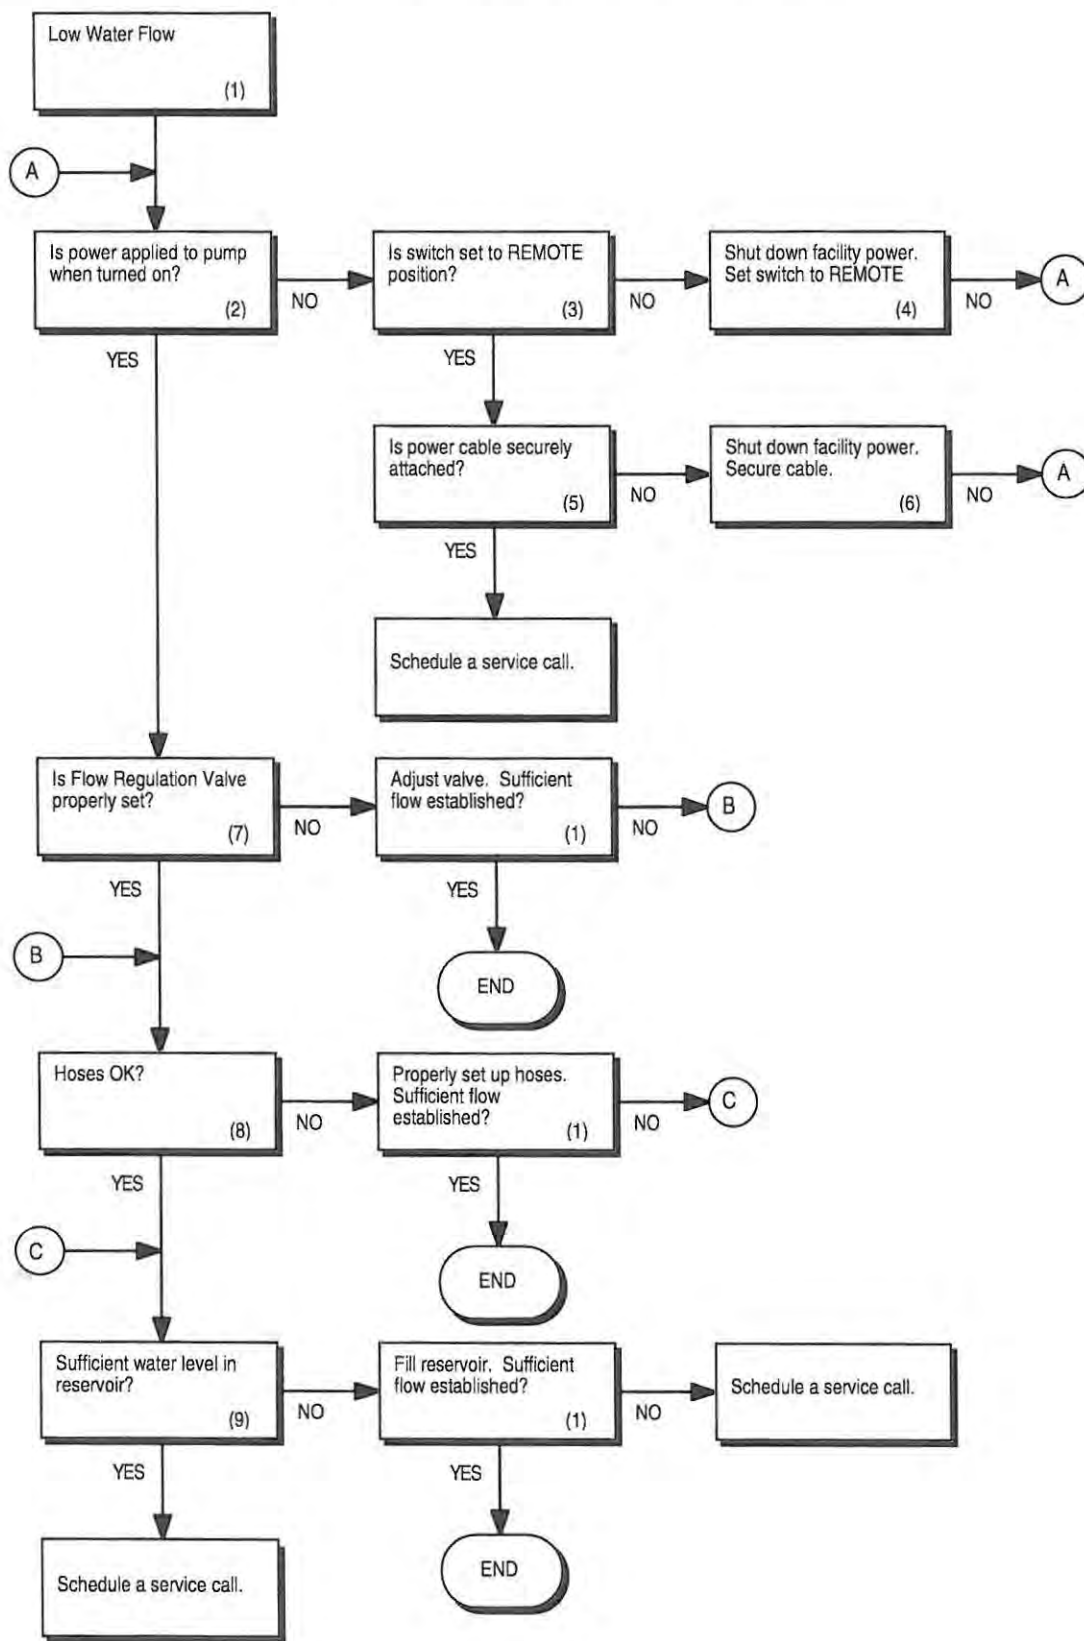 Low Water Flow
(1)
A
Is power applied to pump
when turned on?
(2)
NO
Is switch set to REMOTE
position?
(3)
NO
Shut down facility power.
Set switch to REMOTE
(4)
NO
A
YES
YES
Is power cable securely
attached?
(5)
NO
Shut down facility power.
Secure cable.
(6)
NO
A
YES
Schedule a service call.
Is Flow Regulation Valve
properly set?
(7)
NO
Adjust valve. Sufficient
flow established?
(1)
NO
B
YES
YES
B
END
Hoses OK?
(8)
NO
Properly set up hoses.
Sufficient flow
established?
(1)
NO
C
YES
YES
C
END
Sufficient water level in
reservoir?
(9)
NO
Fill reservoir. Sufficient
flow established?
(1)
NO
Schedule a service call.
YES
YES
Schedule a service call.
END